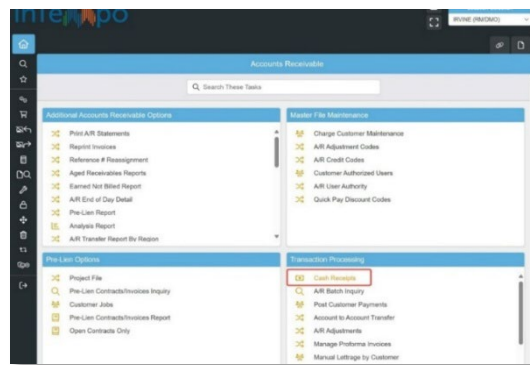 IRVINE (RM/OMO)
Accounts Receivable
Search These Tasks
Additional Accounts Receivable Options
Print A/R Statements
Reprint Invoices
Reference # Reassignment
Aged Receivables Reports
Earned Not Billed Report
A/R End of Day Detail
Pre-Lien Report
Analysis Report
A/R Transfer Report By Region
Master File Maintenance
Charge Customer Maintenance
A/R Adjustment Codes
A/R Credit Codes
Customer Authorized Users
A/R User Authority
Quick Pay Discount Codes
Pre-Lien Options
Project File
Pre-Lien Contracts/Invoices Inquiry
Customer Jobs
Pre-Lien Contracts/Invoices Report
Open Contracts Only
Transaction Processing
Cash Receipts
A/R Batch Inquiry
Post Customer Payments
Account to Account Transfer
A/R Adjustments
Manage Proforma Invoices
Manual Lettrage by Customer